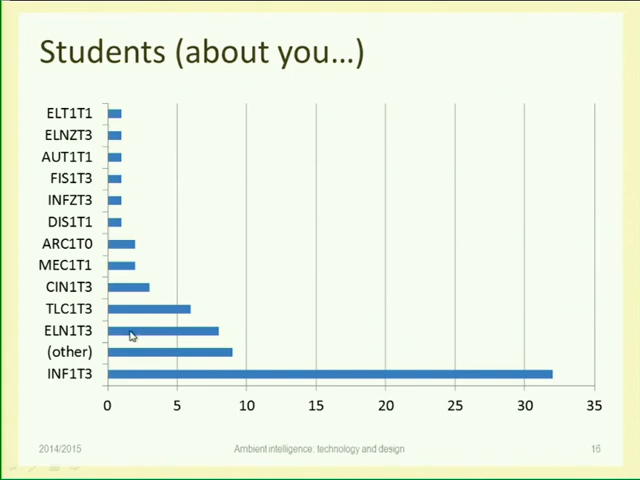 Students (about you...)
ELT1T1
ELNZT3
AUT1T1
FIS1T3
INFZT3
DIS1T1
ARC1T0
MEC1T1
CIN1T3
TLC1T3
ELN1T3
(other)
INF1T3
0 5 10 15 20 25 30 35
2014/2015 Ambient intelligence: technology and design 16